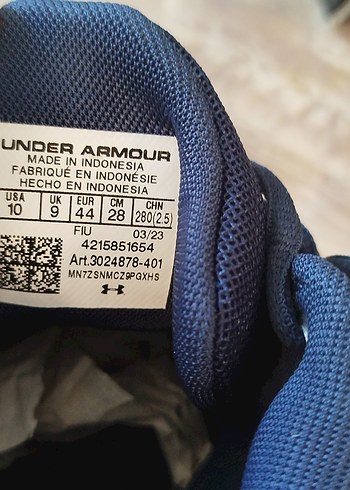 UNDER ARMOUR
MADE IN INDONESIA
FABRIQUÉ EN INDONÉSIE
HECHO EN INDONESIA
USA UK EUR CM CHN
10 9 44 28 280(2.5)
FIU 03/23
4215851654
Art.3024878-401
MN7ZSNMCZ9PGXHS